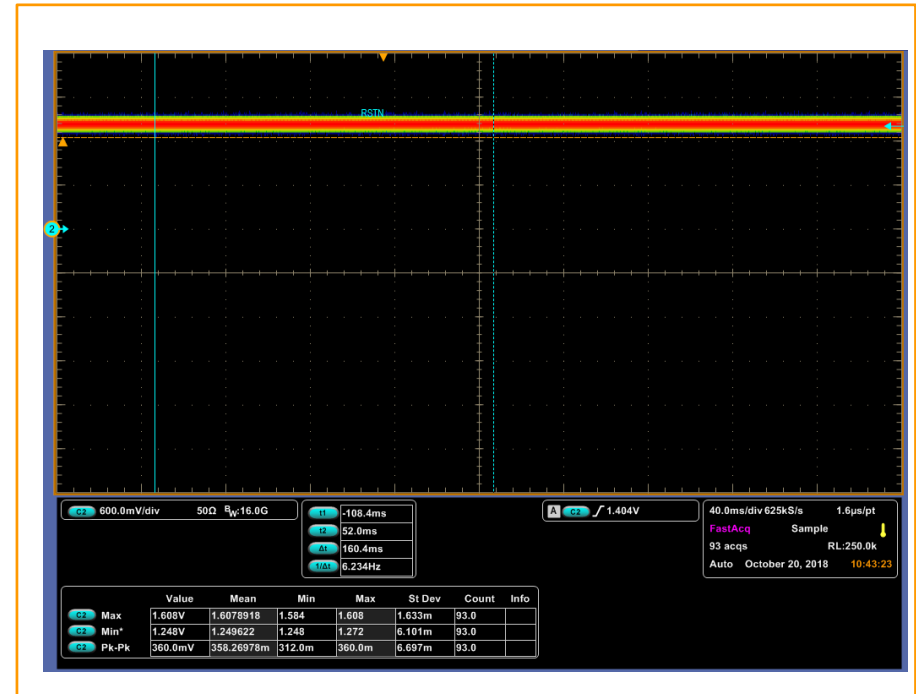 RSTN
2
C2 600.0mV/div 50Ω BW:16.0G
t1 -108.4ms
t2 52.0ms
Δt 160.4ms
1/Δt 6.234Hz
A C2 / 1.404V
40.0ms/div 625kS/s 1.6µs/pt
FastAcq Sample
93 acqs RL:250.0k
Auto October 20, 2018 10:43:23
Value Mean Min Max St Dev Count Info
C2 Max 1.608V 1.6078918 1.584 1.608 1.633m 93.0
C2 Min* 1.248V 1.249622 1.248 1.272 6.101m 93.0
C2 Pk-Pk 360.0mV 358.26978m 312.0m 360.0m 6.697m 93.0